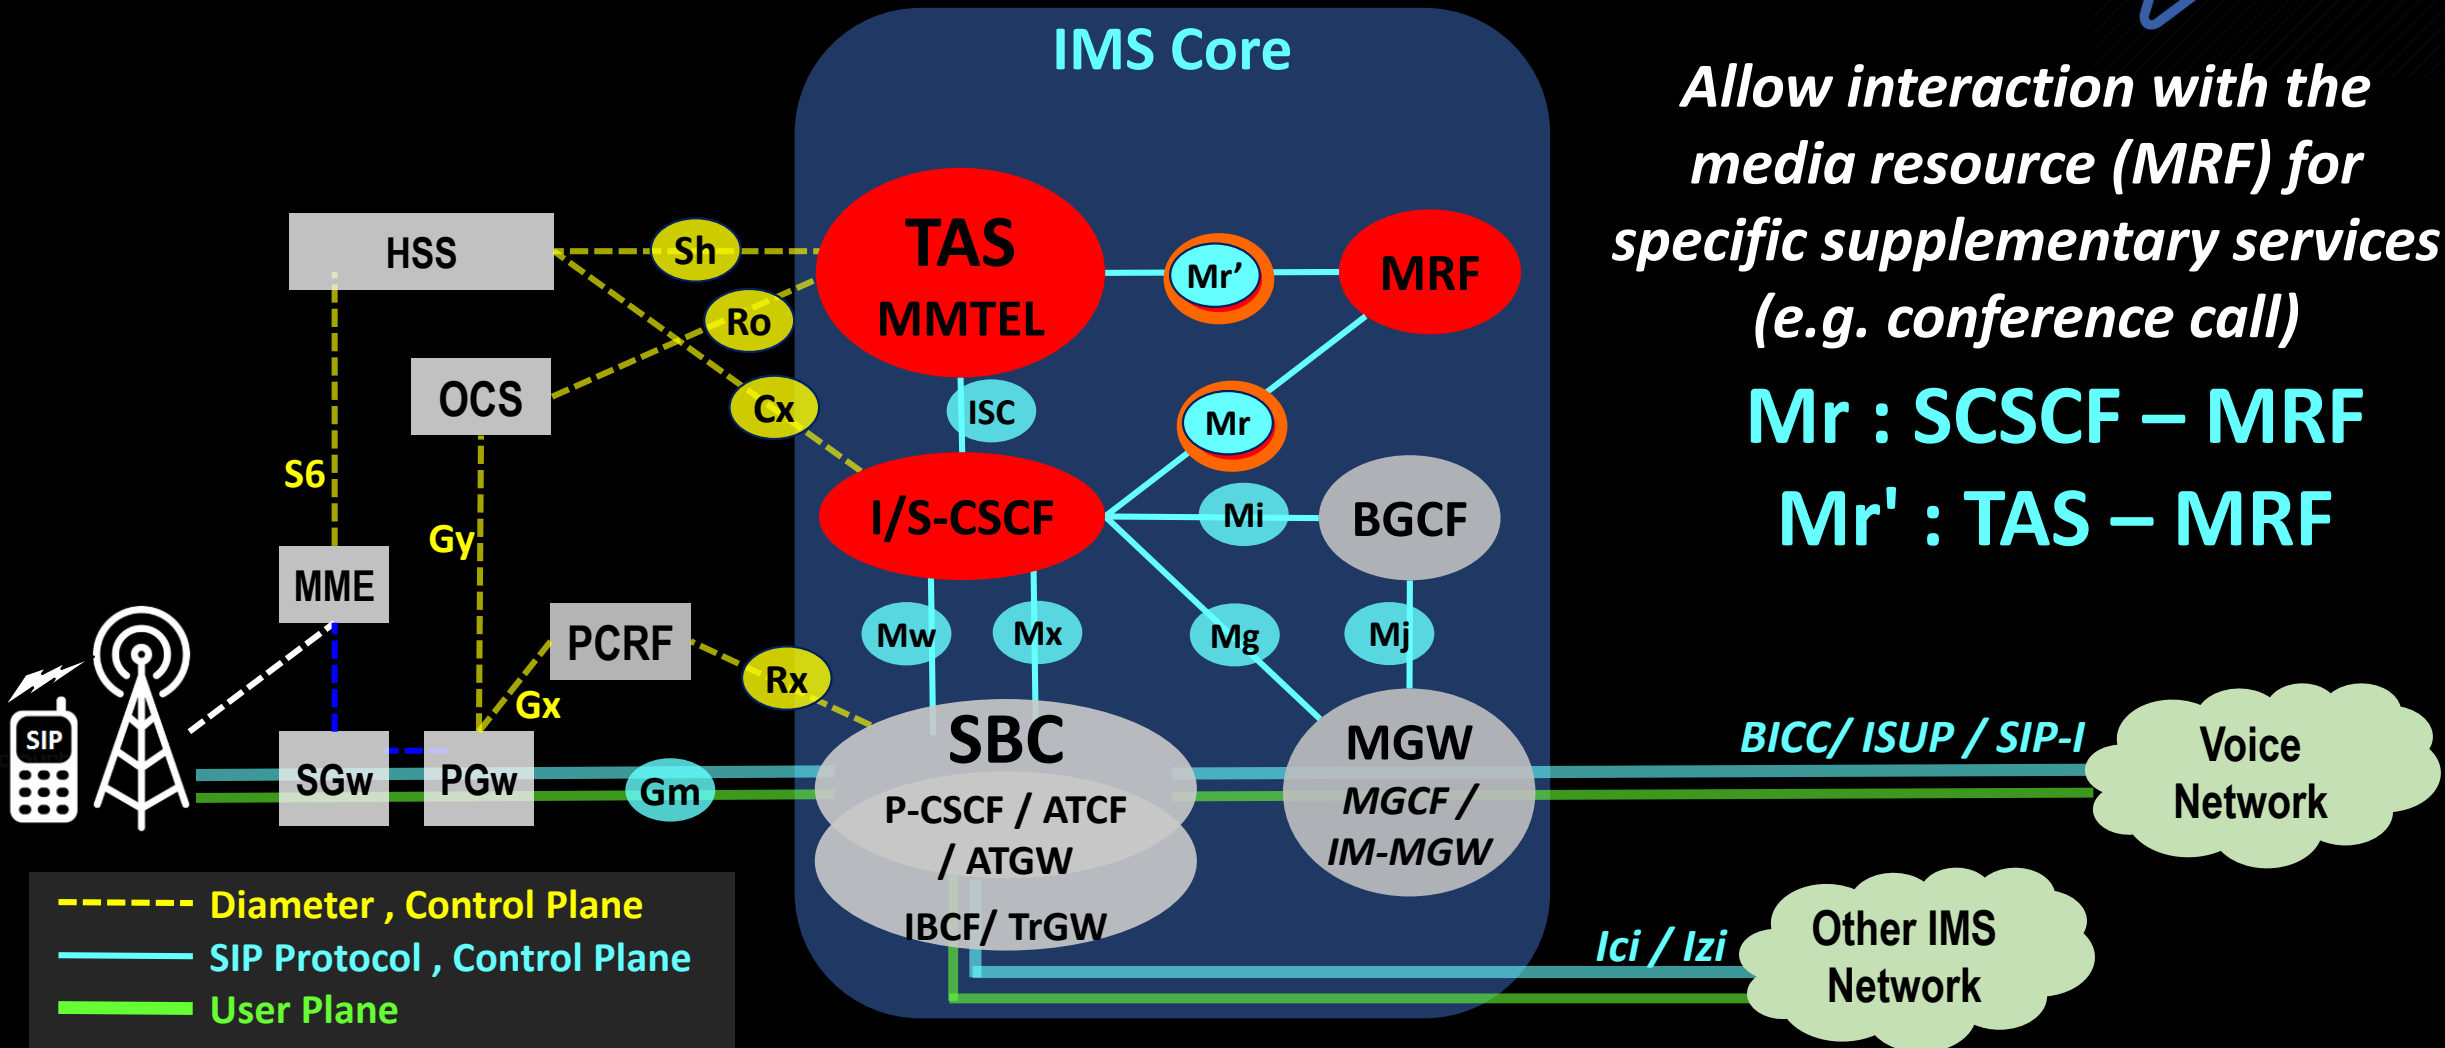 IMS Core
Allow interaction with the
media resource (MRF) for
specific supplementary services
(e.g. conference call)
Mr : SCSCF – MRF
Mr' : TAS – MRF
HSS
Sh
TAS
MMTEL
Mr’
MRF
Ro
OCS
Cx
ISC
Mr
S6
Gy
I/S-CSCF
Mi
BGCF
MME
PCRF
Mw
Mx
Mg
Mj
Rx
Gx
SIP
SGw
PGw
Gm
SBC
P-CSCF / ATCF
/ ATGW
IBCF/ TrGW
MGW
MGCF /
IM-MGW
BICC/ ISUP / SIP-I
Voice
Network
Ici / Izi
Other IMS
Network
Diameter , Control Plane
SIP Protocol , Control Plane
User Plane